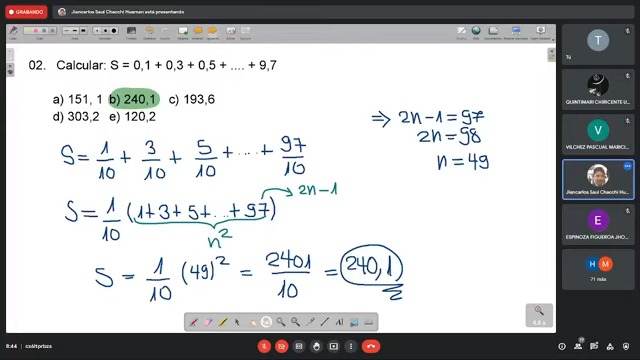 GRABANDO
Jiancarlos Saul Chacchi Huaman está presentando
02. Calcular: S = 0,1 + 0,3 + 0,5 + .... + 9,7
a) 151, 1 b) 240,1 c) 193,6
d) 303,2 e) 120,2
S = 1/10 + 3/10 + 5/10 + ... + 97/10
S = 1/10 (1+3+5+...+97) → 2n-1
n²
S = 1/10 (49)² = 2401/10 = 240,1
⇒ 2n-1 = 97
2n = 98
n = 49
T
Tú
QUINTIMARI CHIRCENTE U...
V
VILCHEZ PASQUAL MARICI...
Jiancarlos Saul Chacchi Hu...
E
ESPINOZA FIGUEROA JHO...
71 más
8:44 | czoitprlsza